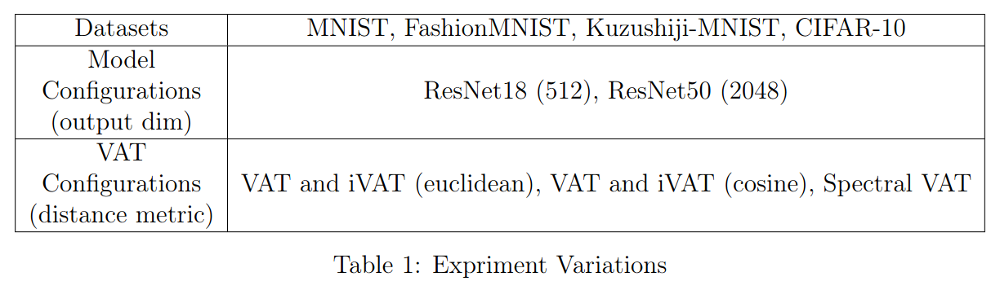 Datasets
MNIST, FashionMNIST, Kuzushiji-MNIST, CIFAR-10
Model
Configurations
(output dim)
ResNet18 (512), ResNet50 (2048)
VAT
Configurations
(distance metric)
VAT and iVAT (euclidean), VAT and iVAT (cosine), Spectral VAT
Table 1: Expriment Variations